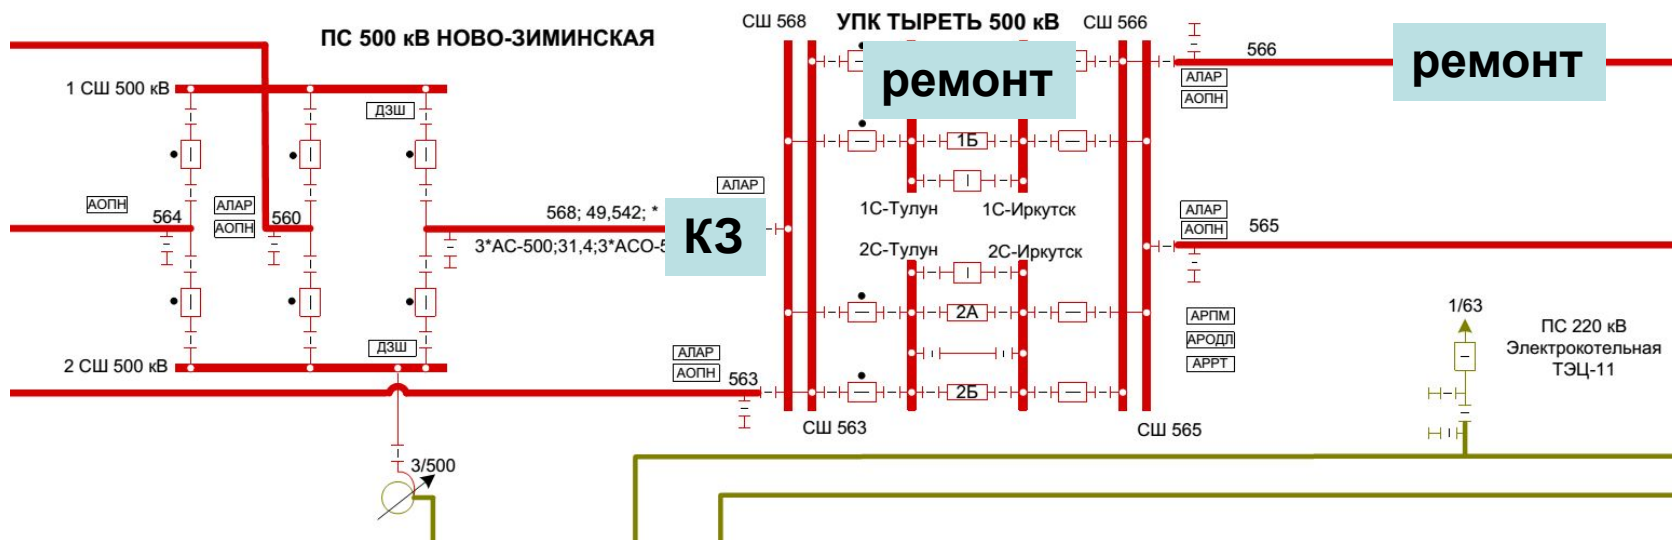 СШ 568
УПК ТЫРЕТЬ 500 кВ
СШ 566
ПС 500 кВ НОВО-ЗИМИНСКАЯ
566
ремонт
ремонт
1 СШ 500 кВ
ДЗШ
АЛАР
АОПН
1Б
АЛАР
АОПН
564
АЛАР
АОПН
560
568; 49,542; *
3*АС-500;31,4;3*АСО-5
КЗ
1С-Тулун
1С-Иркутск
АЛАР
АОПН
565
2С-Тулун
2С-Иркутск
2А
АРПМ
АРОДЛ
АРРТ
1/63
ПС 220 кВ
Электрокотельная
ТЭЦ-11
ДЗШ
2 СШ 500 кВ
АЛАР
АОПН
563
2Б
СШ 563
СШ 565
3/500